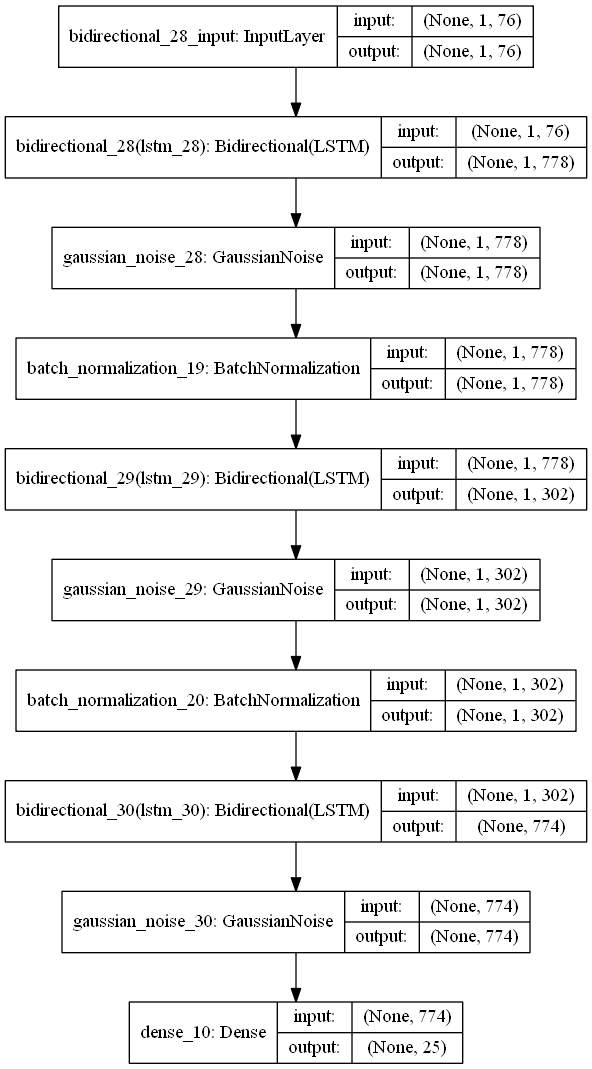 bidirectional_28_input: InputLayer
input: (None, 1, 76)
output: (None, 1, 76)
bidirectional_28(lstm_28): Bidirectional(LSTM)
input: (None, 1, 76)
output: (None, 1, 778)
gaussian_noise_28: GaussianNoise
input: (None, 1, 778)
output: (None, 1, 778)
batch_normalization_19: BatchNormalization
input: (None, 1, 778)
output: (None, 1, 778)
bidirectional_29(lstm_29): Bidirectional(LSTM)
input: (None, 1, 778)
output: (None, 1, 302)
gaussian_noise_29: GaussianNoise
input: (None, 1, 302)
output: (None, 1, 302)
batch_normalization_20: BatchNormalization
input: (None, 1, 302)
output: (None, 1, 302)
bidirectional_30(lstm_30): Bidirectional(LSTM)
input: (None, 1, 302)
output: (None, 774)
gaussian_noise_30: GaussianNoise
input: (None, 774)
output: (None, 774)
dense_10: Dense
input: (None, 774)
output: (None, 25)